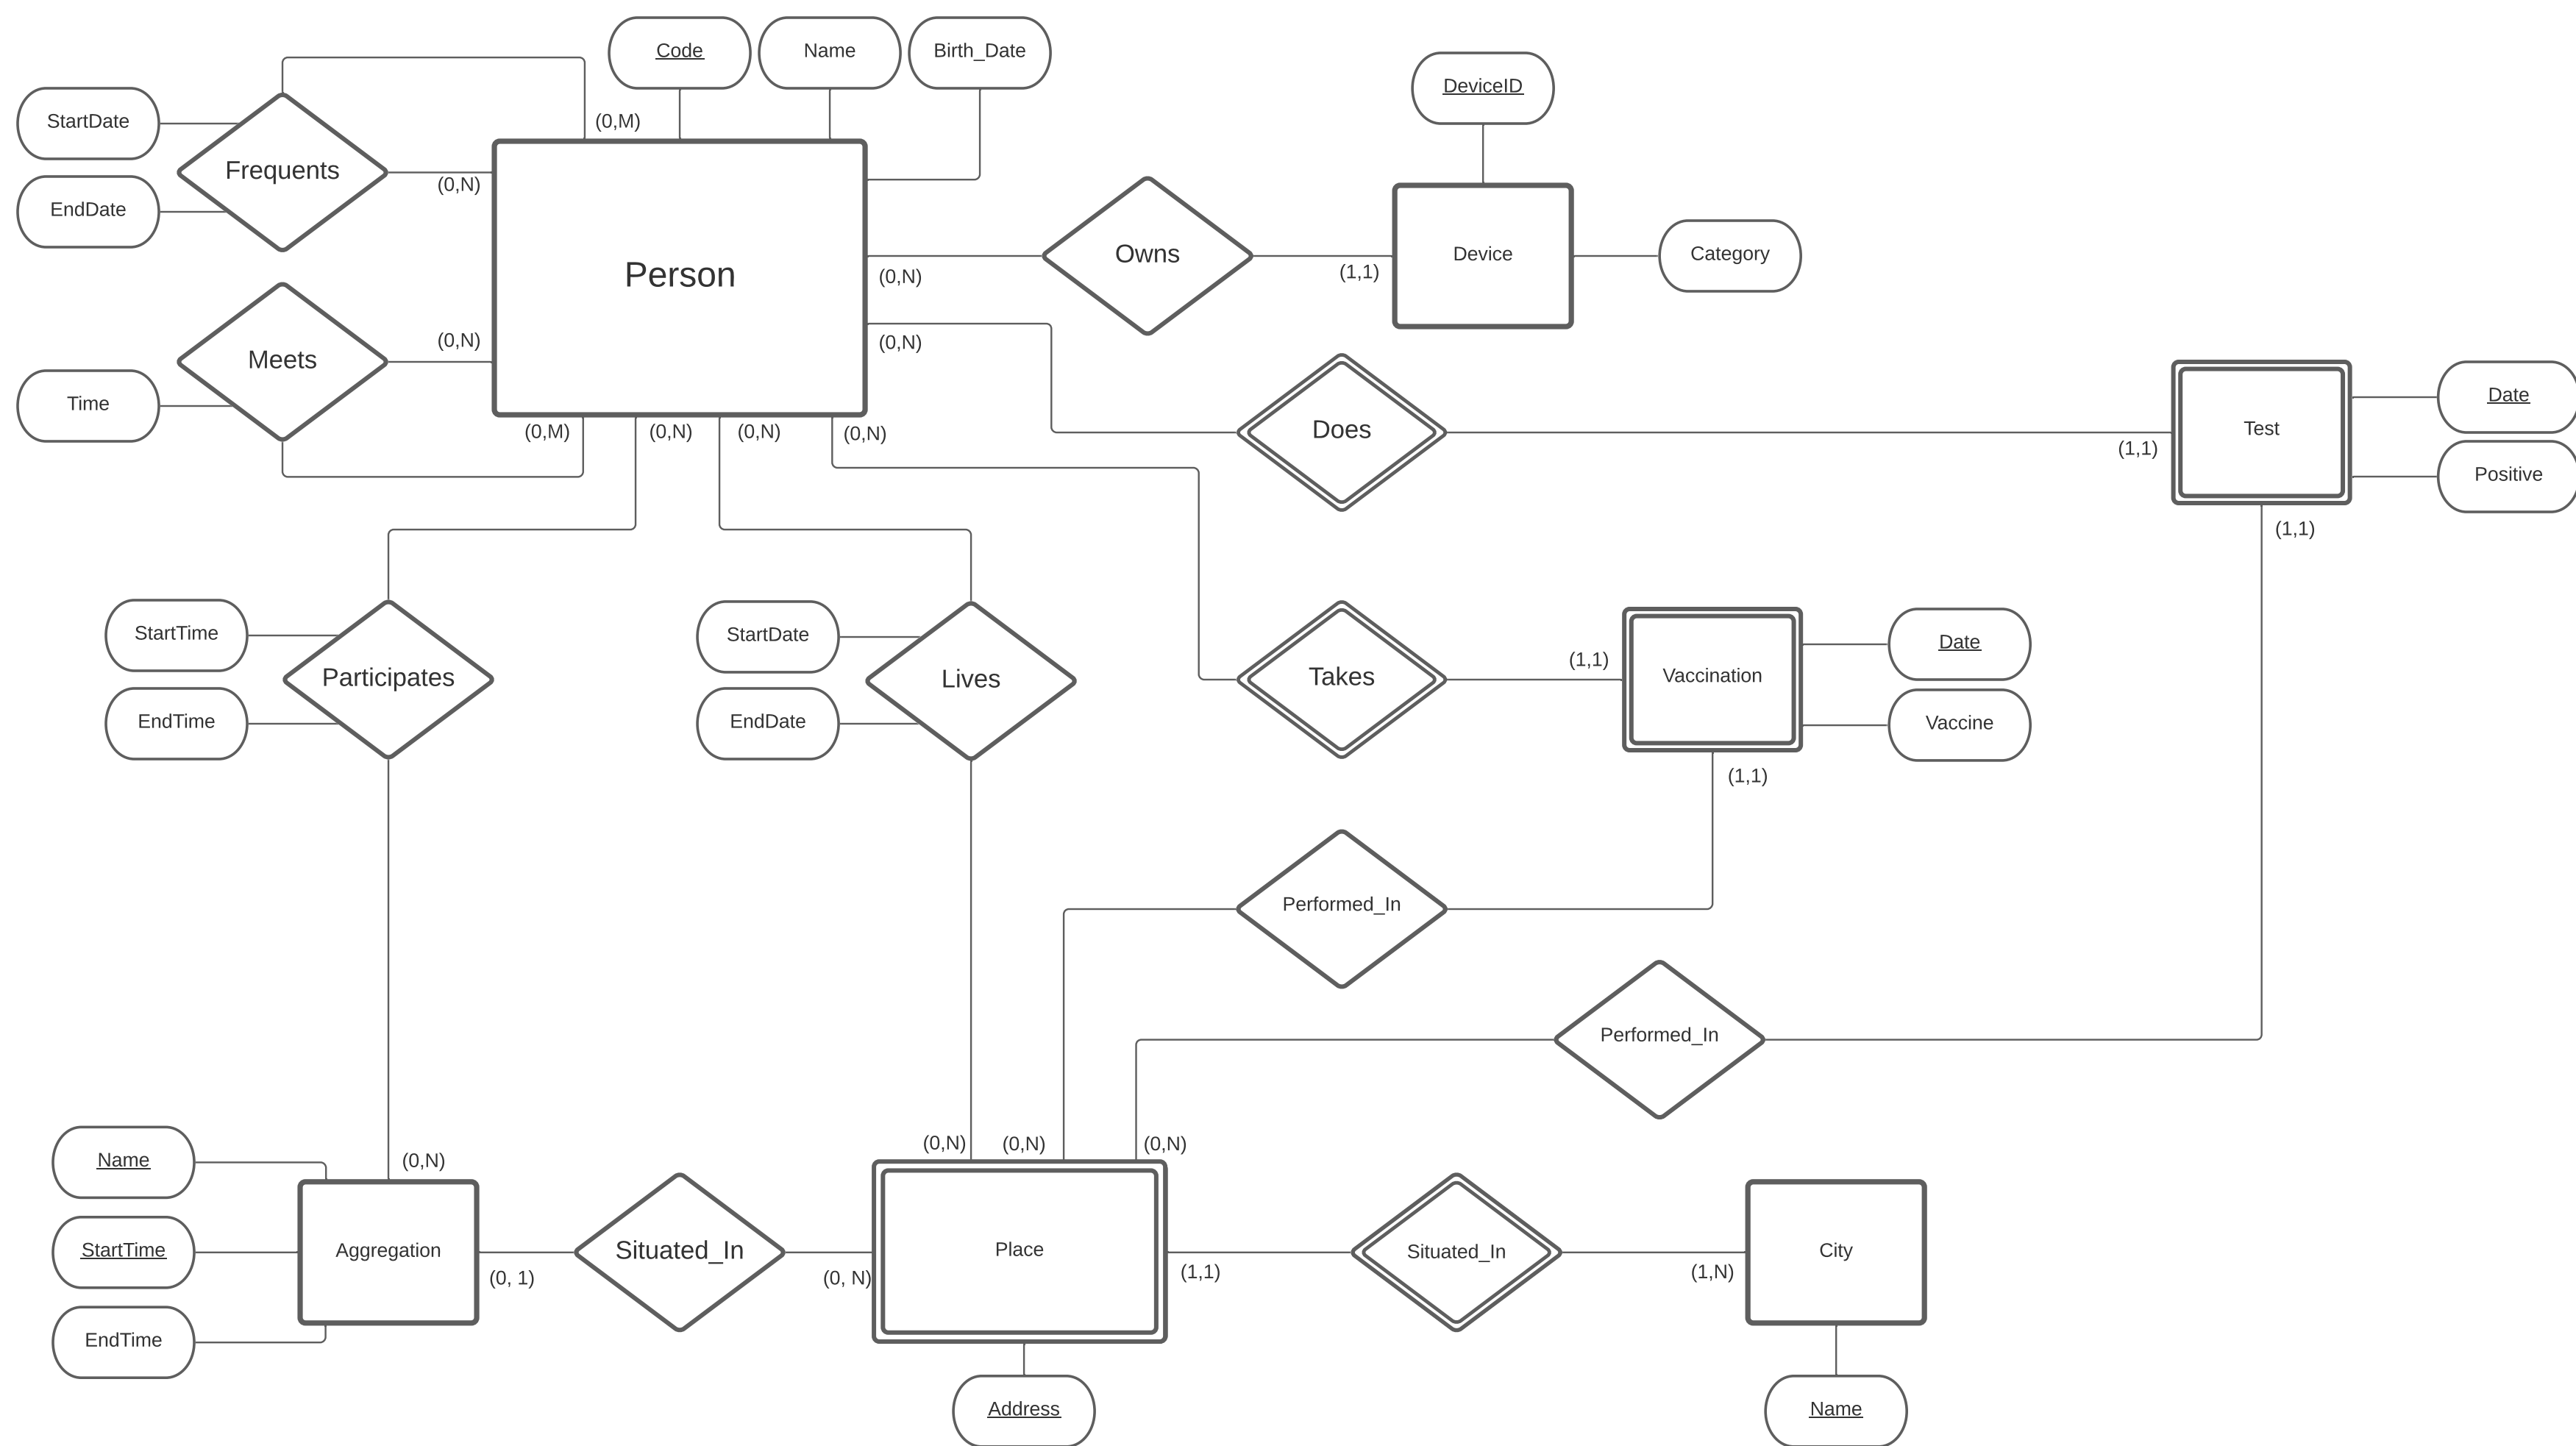 Code
Name
Birth_Date
DeviceID
StartDate
(0,M)
Frequents
(0,N)
EndDate
Person
Owns
(0,N)
(1,1)
Device
Category
Meets
(0,N)
(0,N)
Time
(0,M)
(0,N)
(0,N)
(0,N)
Does
(1,1)
Test
Date
Positive
(1,1)
StartTime
Participates
EndTime
StartDate
Lives
EndDate
Takes
(1,1)
Vaccination
Date
Vaccine
(1,1)
Performed_In
Performed_In
(0,N)
(0,N)
(0,N)
(0,N)
Name
StartTime
EndTime
Aggregation
(0, 1)
Situated_In
(0, N)
Place
(1,1)
Situated_In
(1,N)
City
Address
Name